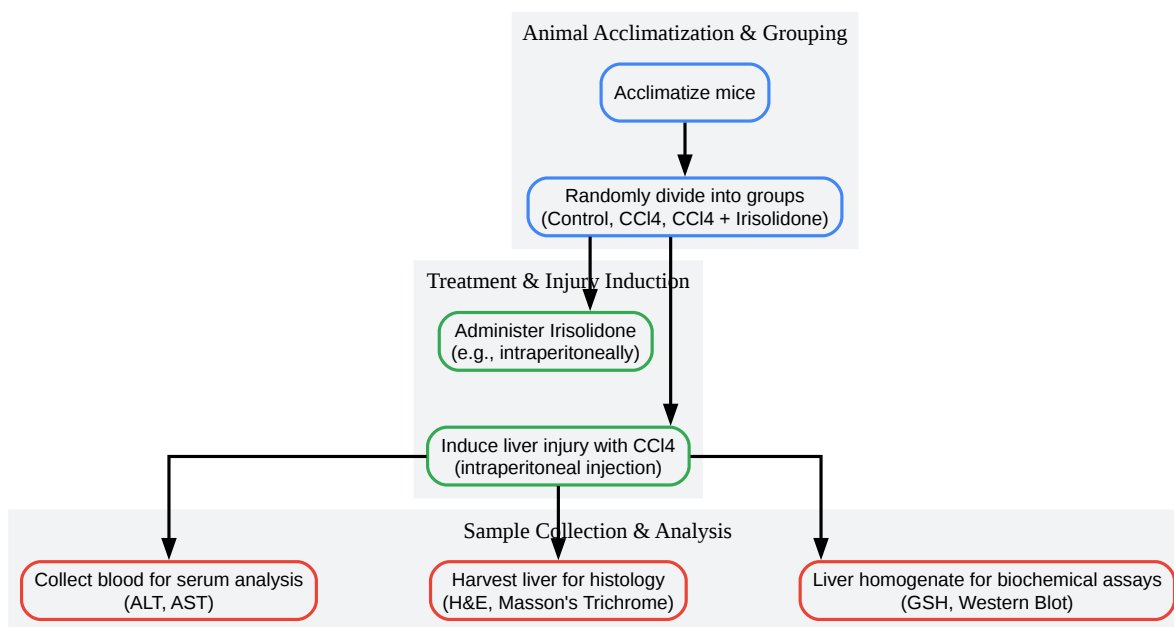 Animal Acclimatization & Grouping
Acclimatize mice
Randomly divide into groups
(Control, CCl4, CCl4 + Irisolidone)
Treatment & Injury Induction
Administer Irisolidone
(e.g., intraperitoneally)
Induce liver injury with CCl4
(intraperitoneal injection)
Sample Collection & Analysis
Collect blood for serum analysis
(ALT, AST)
Harvest liver for histology
(H&E, Masson's Trichrome)
Liver homogenate for biochemical assays
(GSH, Western Blot)